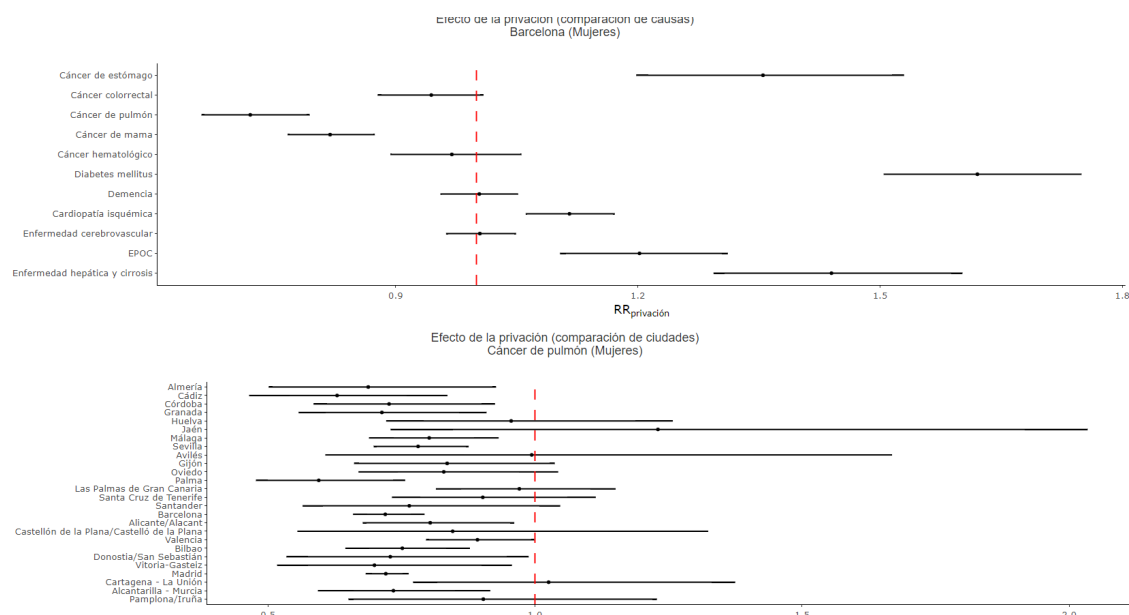 Efecto de la privación (comparación de causas)
Barcelona (Mujeres)
Cáncer de estómago
Cáncer colorrectal
Cáncer de pulmón
Cáncer de mama
Cáncer hematológico
Diabetes mellitus
Demencia
Cardiopatía isquémica
Enfermedad cerebrovascular
EPOC
Enfermedad hepática y cirrosis
0.9 1.2 1.5 1.8
RRprivación
Efecto de la privación (comparación de ciudades)
Cáncer de pulmón (Mujeres)
Almería
Cádiz
Córdoba
Granada
Huelva
Jaén
Málaga
Sevilla
Avilés
Gijón
Oviedo
Palma
Las Palmas de Gran Canaria
Santa Cruz de Tenerife
Santander
Barcelona
Alicante/Alacant
Castellón de la Plana/Castelló de la Plana
Valencia
Bilbao
Donostia/San Sebastián
Vitoria-Gasteiz
Madrid
Cartagena - La Unión
Alcantarilla - Murcia
Pamplona/Iruña
0.5 1.0 1.5 2.0